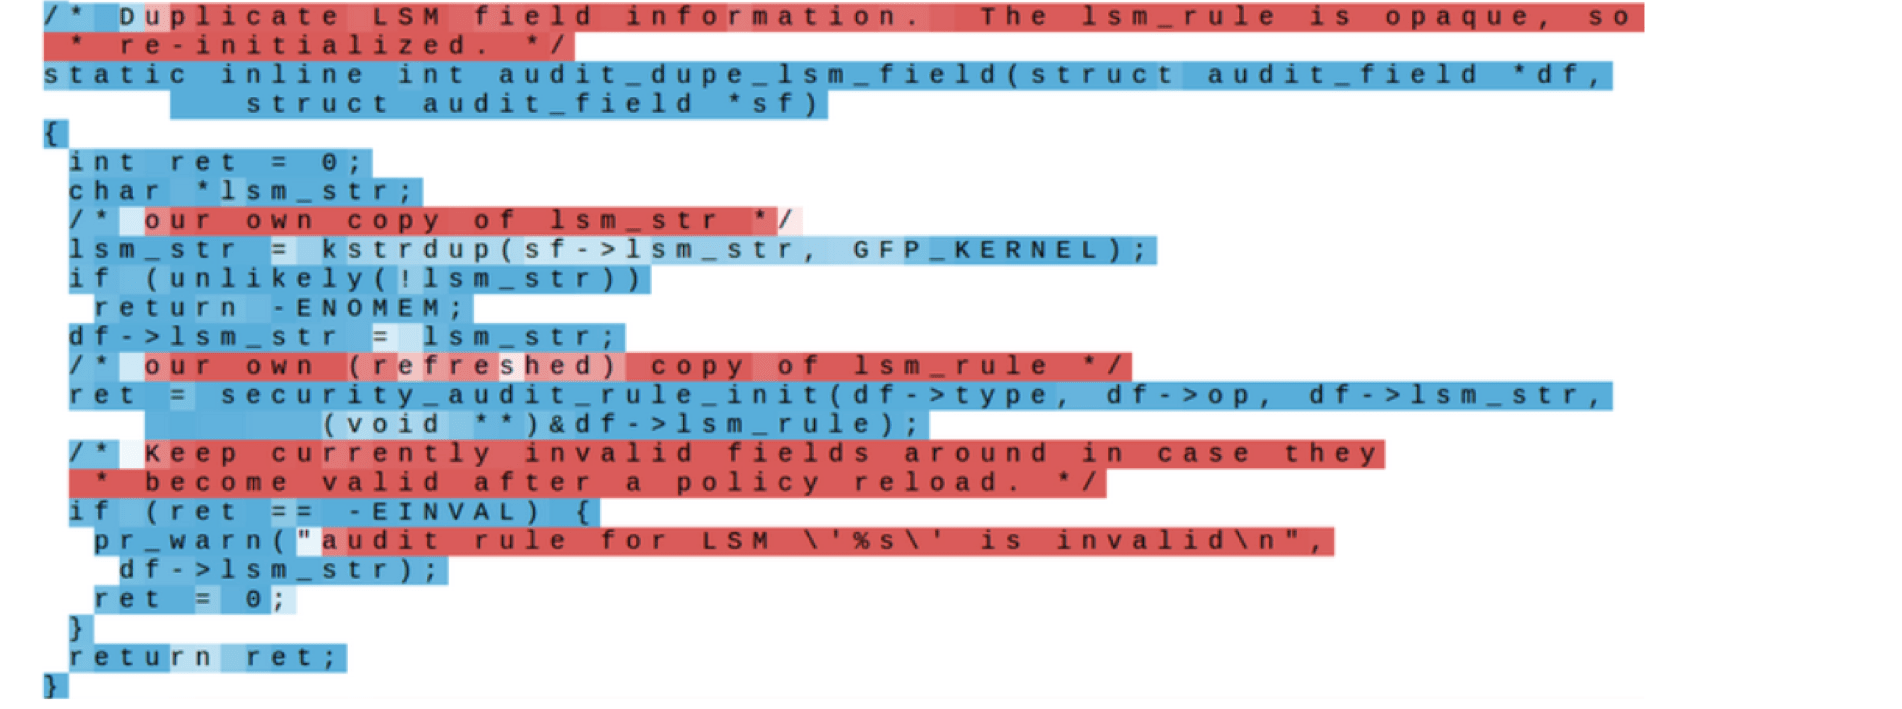 /* Duplicate LSM field information.  The lsm_rule is opaque, so
 * re-initialized.  */
static inline int audit_dupe_lsm_field(struct audit_field *df,
        struct audit_field *sf)
{
 int ret = 0;
 char *lsm_str;
 /* our own copy of lsm_str */
 lsm_str = kstrdup(sf->lsm_str, GFP_KERNEL);
 if (unlikely(!lsm_str))
  return -ENOMEM;
 df->lsm_str = lsm_str;
 /* our own (refreshed) copy of lsm_rule */
 ret = security_audit_rule_init(df->type, df->op, df->lsm_str,
           (void **)&df->lsm_rule);
 /* Keep currently invalid fields around in case they
  * become valid after a policy reload.  */
 if (ret == -EINVAL) {
  pr_warn("audit rule for LSM \'%s\' is invalid\n",
   df->lsm_str);
  ret = 0;
 }
 return ret;
}